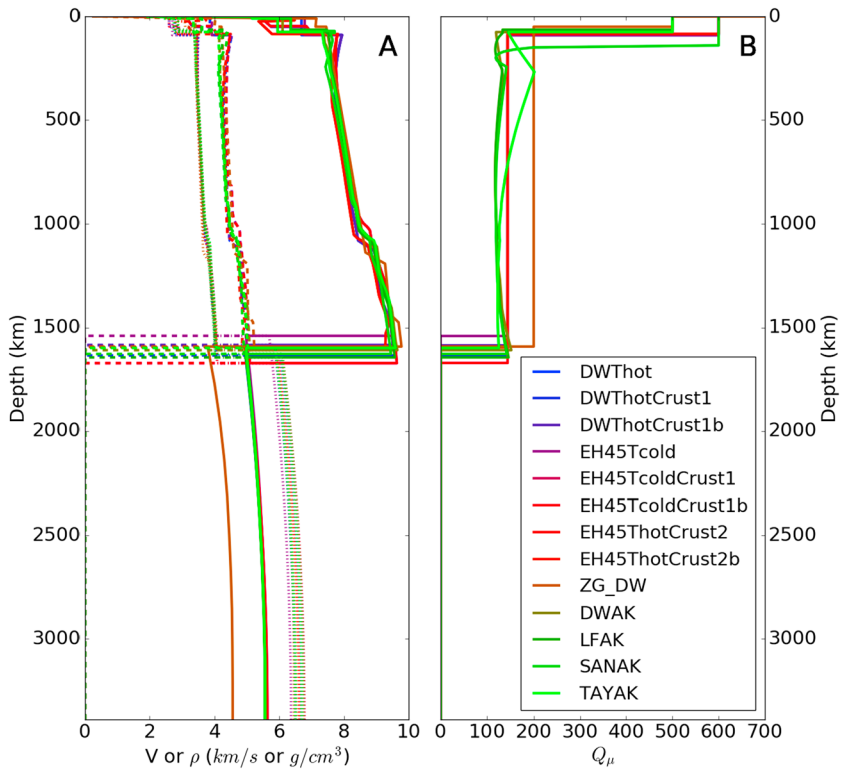 A
B
0
500
1000
1500
2000
2500
3000
Depth (km)
0 2 4 6 8 10
V or ρ (km/s or g/cm³)
0
500
1000
1500
2000
2500
3000
Depth (km)
0 100 200 300 400 500 600 700
Qμ
DWThot
DWThotCrust1
DWThotCrust1b
EH45Tcold
EH45TcoldCrust1
EH45TcoldCrust1b
EH45ThotCrust2
EH45ThotCrust2b
ZG_DW
DWAK
LFAK
SANAK
TAYAK